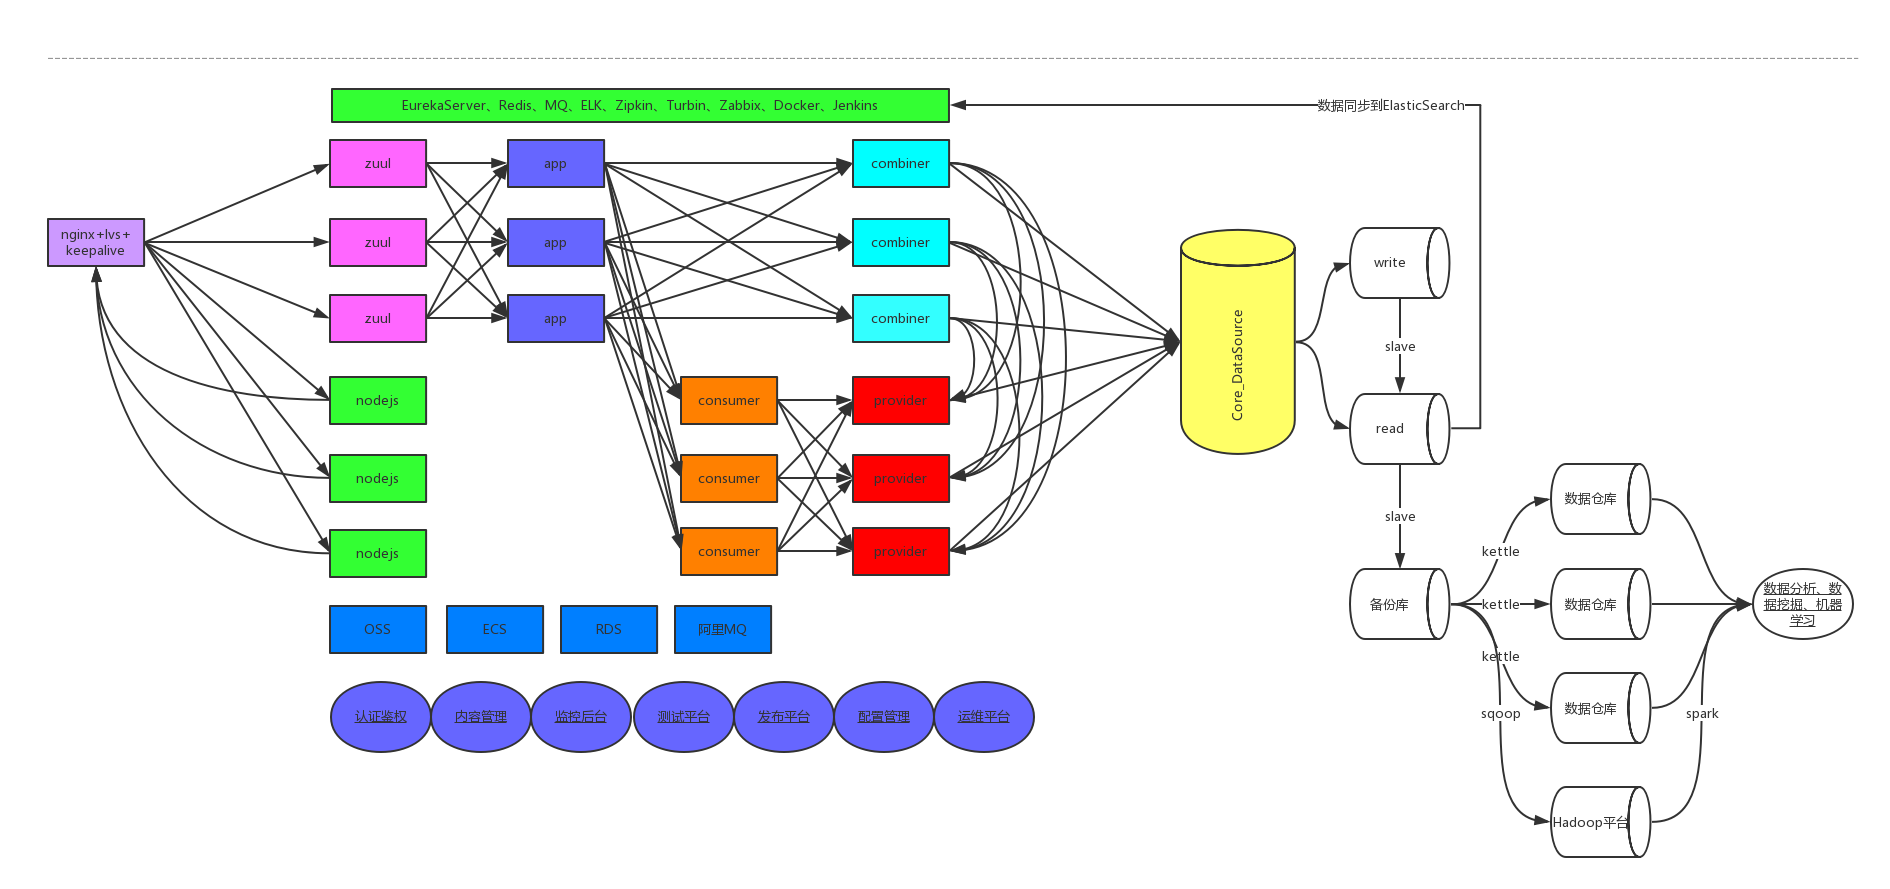 EurekaServer、Redis、MQ、ELK、Zipkin、Turbin、Zabbix、Docker、Jenkins
数据同步到ElasticSearch
zuul
app
combiner
nginx+lvs+
keepalive
zuul
app
combiner
write
zuul
app
combiner
slave
Core_DataSource
nodejs
consumer
provider
read
nodejs
consumer
provider
数据仓库
slave
nodejs
consumer
provider
kettle
备份库
kettle
数据仓库
数据分析、数
据挖掘、机器
学习
OSS
ECS
RDS
阿里MQ
kettle
认证鉴权
内容管理
监控后台
测试平台
发布平台
配置管理
运维平台
sqoop
数据仓库
spark
Hadoop平台